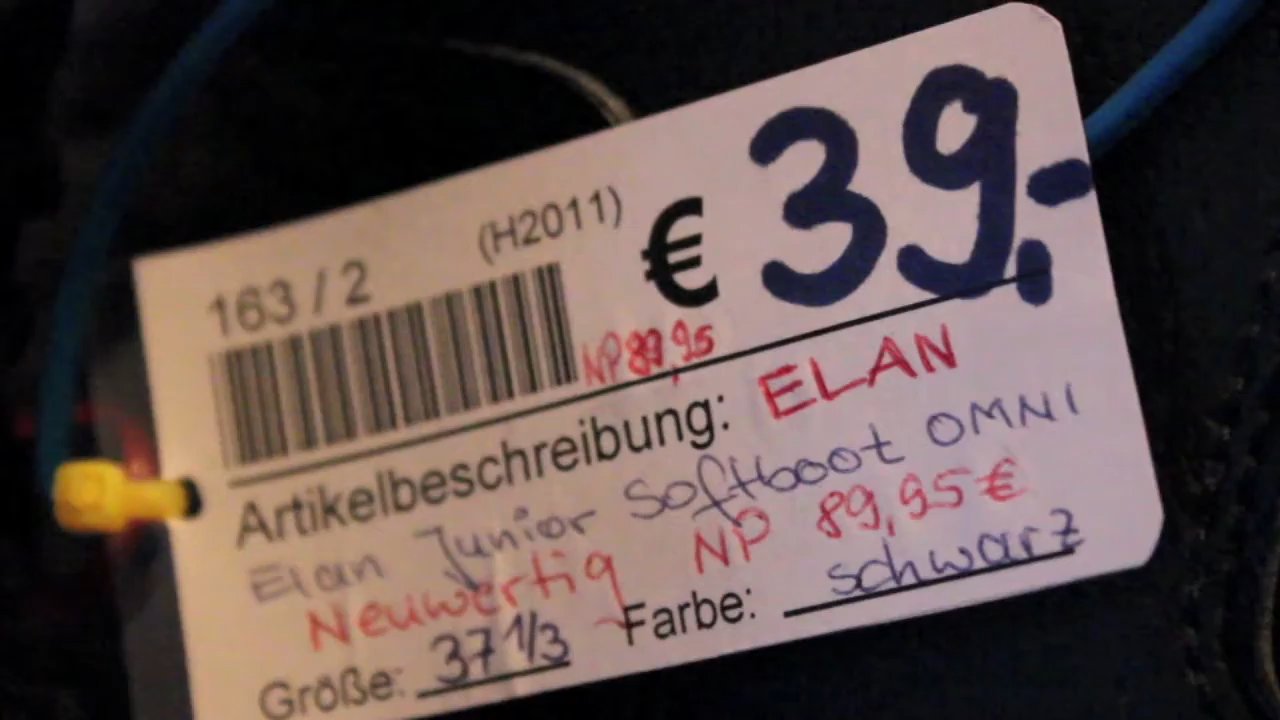 163 / 2 (H2011) € 39,-
NP 89,95
Artikelbeschreibung: ELAN
Elan Junior Softboot OMNI
Neuwertig NP 89,95 €
Größe: 37 1/3 Farbe: schwarz